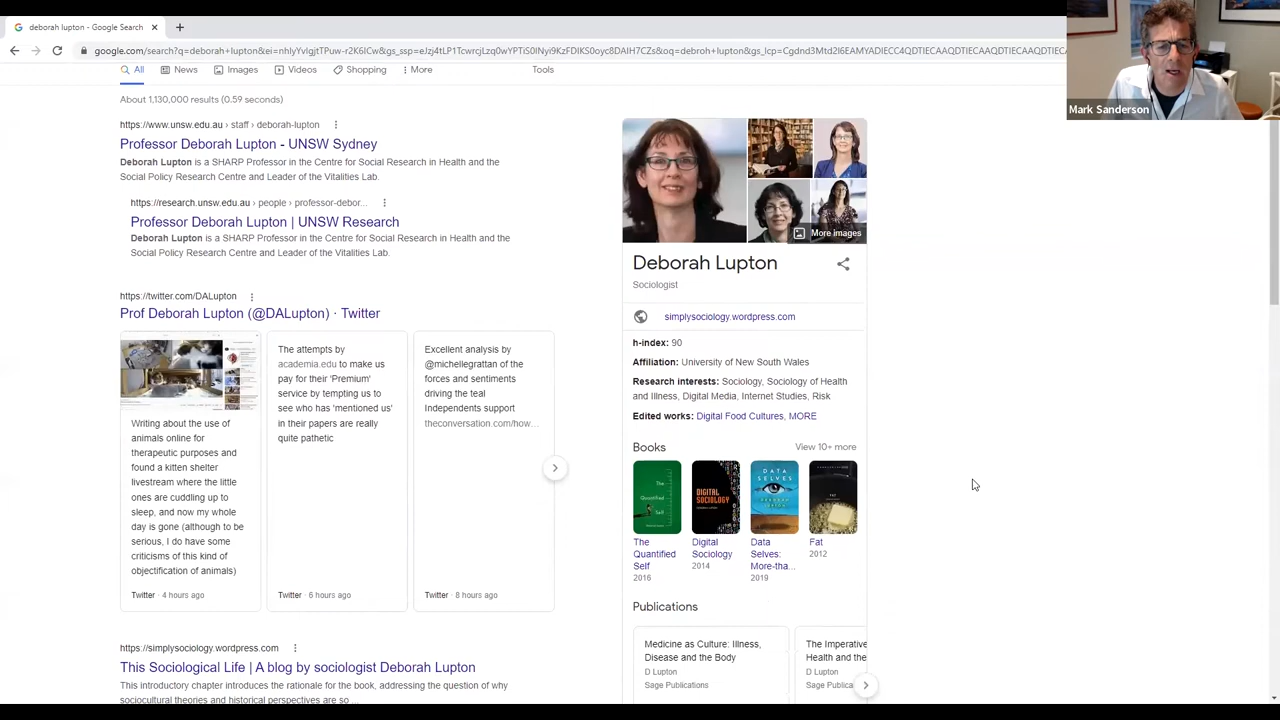 deborah lupton - Google Search
google.com/search?q=deborah+lupton&ei=
All
News
Images
Videos
Shopping
More
Tools
About 1,130,000 results (0.59 seconds)
https://www.unsw.edu.au › staff › deborah-lupton
Professor Deborah Lupton - UNSW Sydney
Deborah Lupton is a SHARP Professor in the Centre for Social Research in Health and the
Social Policy Research Centre and Leader of the Vitalities Lab.
https://research.unsw.edu.au › people › professor-debor...
Professor Deborah Lupton | UNSW Research
Deborah Lupton is a SHARP Professor in the Centre for Social Research in Health and the
Social Policy Research Centre and Leader of the Vitalities Lab.
https://twitter.com/DALupton
Prof Deborah Lupton (@DALupton) · Twitter
Writing about the use of
animals online for
therapeutic purposes and
found a kitten shelter
livestream where the little
ones are cuddling up to
sleep, and now my whole
day is gone (although to be
serious, I do have some
criticisms of this kind of
objectification of animals)
Twitter · 4 hours ago
The attempts by
academia.edu to make us
pay for their 'Premium'
service by tempting us to
see who has 'mentioned us'
in their papers are really
quite pathetic
Twitter · 6 hours ago
Excellent analysis by
@michellegrattan of the
forces and sentiments
driving the teal
Independents support
theconversation.com/how…
Twitter · 8 hours ago
https://simplysociology.wordpress.com
This Sociological Life | A blog by sociologist Deborah Lupton
This introductory chapter introduces the rationale for the book, addressing the question of why
sociocultural theories and historical perspectives are so ...
More images
Deborah Lupton
Sociologist
simplysociology.wordpress.com
h-index: 90
Affiliation: University of New South Wales
Research interests: Sociology, Sociology of Health
and Illness, Digital Media, Internet Studies, Risk
Edited works: Digital Food Cultures, MORE
Books
View 10+ more
The
Quantified
Self
2016
Digital
Sociology
2014
Data
Selves:
More-tha...
2019
Fat
2012
Publications
Medicine as Culture: Illness,
Disease and the Body
D Lupton
Sage Publications
The Imperative
Health and the
D Lupton
Sage Publica
Mark Sanderson